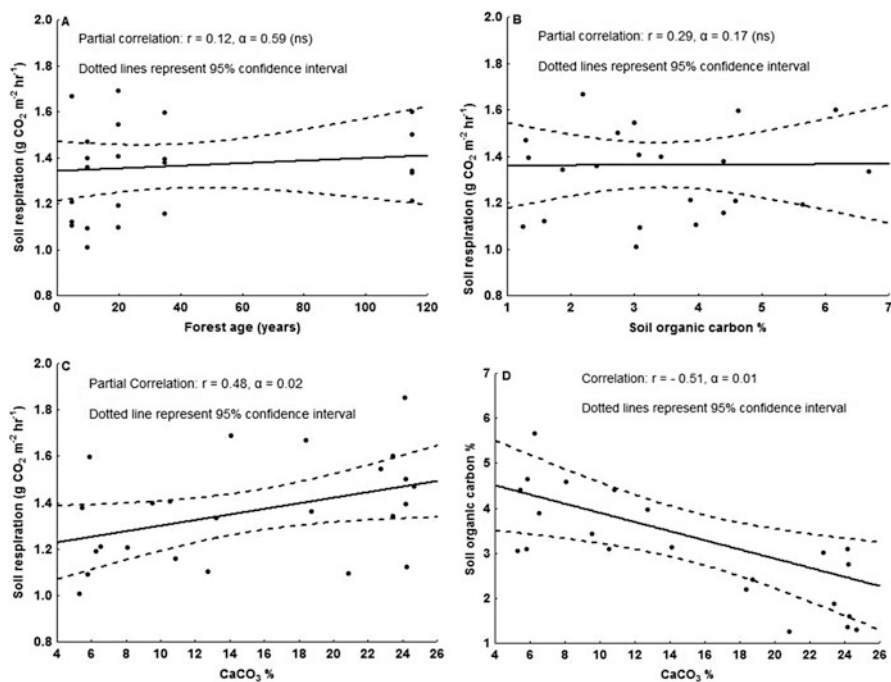 A
Partial correlation: r = 0.12, α = 0.59 (ns)
Dotted lines represent 95% confidence interval
Soil respiration (g CO₂ m⁻² hr⁻¹)
2.0
1.8
1.6
1.4
1.2
1.0
0.8
0 20 40 60 80 100 120
Forest age (years)
B
Partial correlation: r = 0.29, α = 0.17 (ns)
Dotted lines represent 95% confidence interval
Soil respiration (g CO₂ m⁻² hr⁻¹)
2.0
1.8
1.6
1.4
1.2
1.0
0.8
1 2 3 4 5 6 7
Soil organic carbon %
C
Partial Correlation: r = 0.48, α = 0.02
Dotted line represent 95% confidence interval
Soil respiration (g CO₂ m⁻² hr⁻¹)
2.0
1.8
1.6
1.4
1.2
1.0
0.8
4 6 8 10 12 14 16 18 20 22 24 26
CaCO₃ %
D
Correlation: r = - 0.51, α = 0.01
Dotted lines represent 95% confidence interval
Soil organic carbon %
7
6
5
4
3
2
1
4 6 8 10 12 14 16 18 20 22 24 26
CaCO₃ %